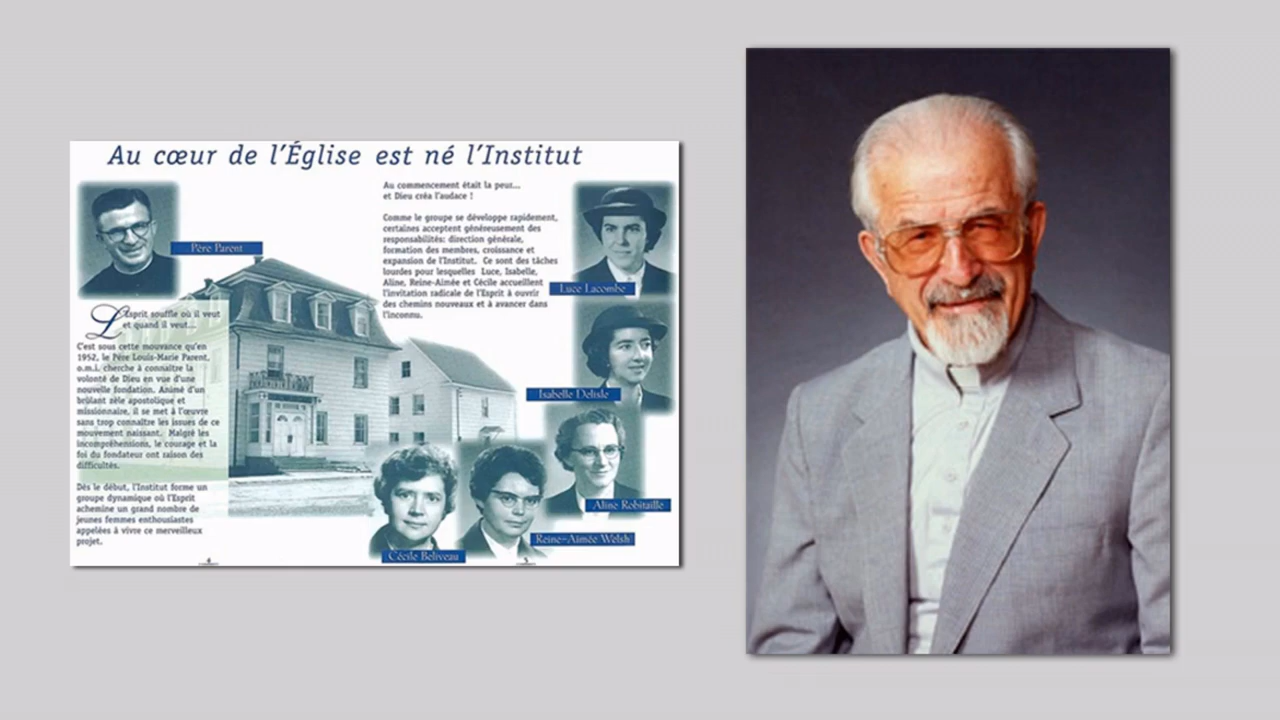 Au cœur de l'Église est né l'Institut
Père Parent
L'Esprit souffle où il veut
et quand il veut...
C'est sous cette mouvance qu'en
1952, le Père Louis-Marie Parent,
o.m.i. cherche à connaître la
volonté de Dieu en vue d'une
nouvelle fondation. Animé d'un
brûlant zèle apostolique et
missionnaire, il se met à l'œuvre
sans trop connaître les issues de ce
mouvement naissant. Malgré les
incompréhensions, le courage et la
foi du fondateur ont raison des
difficultés.
Dès le début, l'Institut forme un
groupe dynamique où l'Esprit
achemine un grand nombre de
jeunes femmes enthousiastes
appelées à vivre ce merveilleux
projet.
Au commencement était la peur...
et Dieu créa l'audace !
Comme le groupe se développe rapidement,
certaines acceptent généreusement des
responsabilités: direction générale,
formation des membres, croissance et
expansion de l'Institut. Ce sont des tâches
lourdes pour lesquelles Luce, Isabelle,
Aline, Reine-Aimée et Cécile accueillent
l'invitation radicale de l'Esprit à ouvrir
des chemins nouveaux et à avancer dans
l'inconnu.
Luce Lacombe
Isabelle Delisle
Aline Robitaille
Reine-Aimée Welsh
Cécile Beliveau